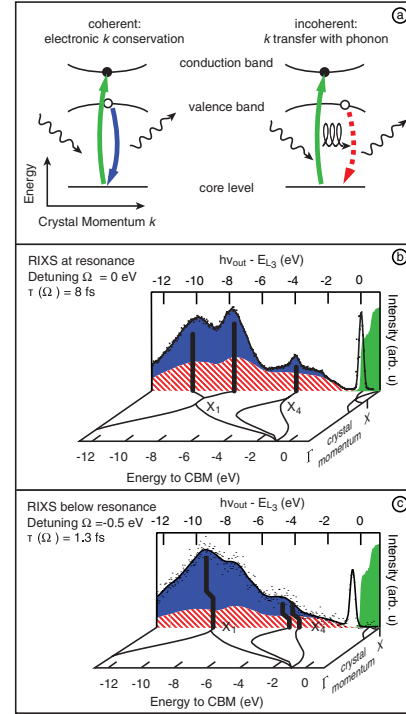 a
coherent:
electronic k conservation
incoherent:
k transfer with phonon
conduction band
valence band
core level
Energy
Crystal Momentum k
b
RIXS at resonance
Detuning Ω = 0 eV
τ (Ω) = 8 fs
hνout - EL3 (eV)
-12 -10 -8 -6 -4 -2 0
Intensity (arb. u)
X1
X4
Γ
crystal
momentum
X
-12 -10 -8 -6 -4 -2 0
Energy to CBM (eV)
c
RIXS below resonance
Detuning Ω =-0.5 eV
τ (Ω) = 1.3 fs
hνout - EL3 (eV)
-12 -10 -8 -6 -4 -2 0
Intensity (arb. u)
X1
X4
Γ
crystal
momentum
X
-12 -10 -8 -6 -4 -2 0
Energy to CBM (eV)